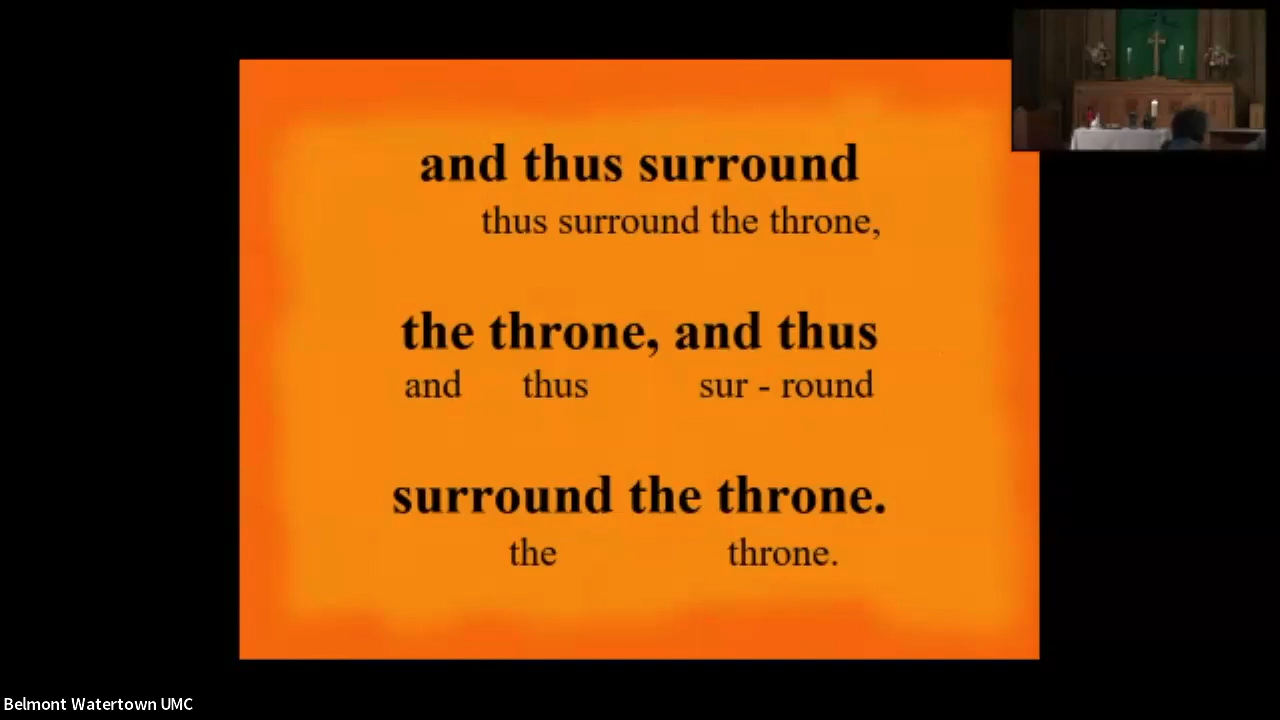 and thus surround
thus surround the throne,
the throne, and thus
and thus sur - round
surround the throne.
the throne.
Belmont Watertown UMC